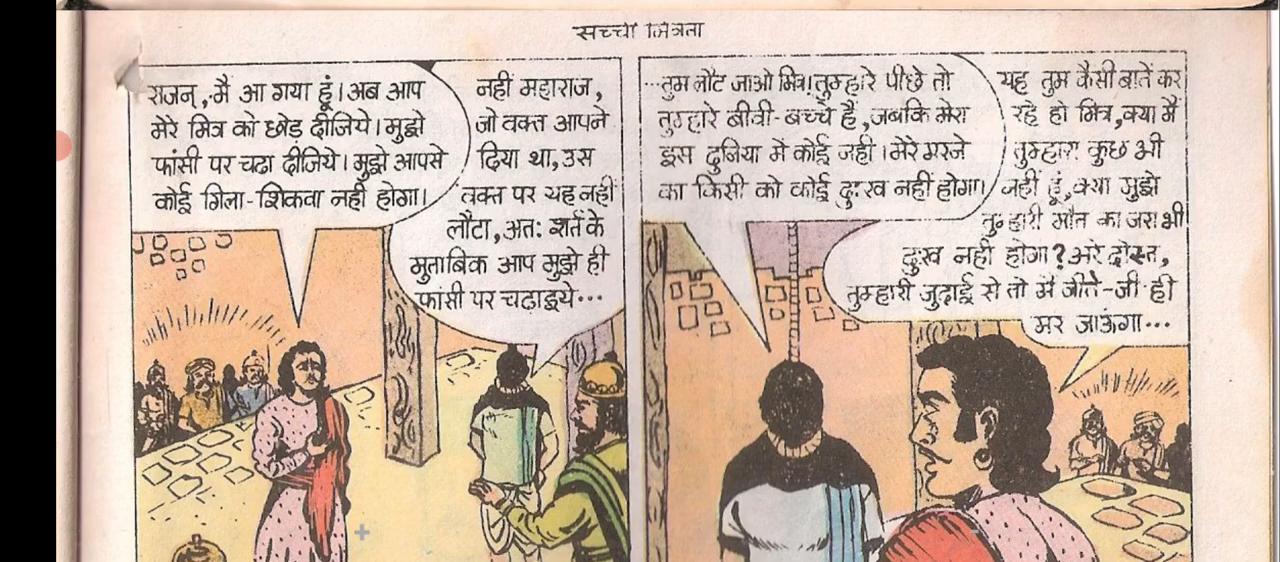 सच्ची मित्रता
राजन्, मैं आ गया हूं। अब आप
मेरे मित्र को छोड़ दीजिये। मुझे
फांसी पर चढा दीजिये। मुझे आपसे
कोई गिला-शिकवा नहीं होगा।
नहीं महाराज,
जो वक्त आपने
दिया था, उस
वक्त पर यह नहीं
लौटा, अतः शर्त के
मुताबिक आप मुझे ही
फांसी पर चढाइये...
...तुम लौट जाओ मित्र! तुम्हारे पीछे तो
तुम्हारे बीवी-बच्चे है, जबकि मेरा
इस दुनिया में कोई नहीं। मेरे मरने
का किसी को कोई दुःख नहीं होगा।
यह तुम कैसी बातें कर
रहे हो मित्र, क्या मैं
तुम्हारा कुछ भी
नहीं हूं, क्या मुझे
तुम्हारी मौत का जरा भी
दुःख नहीं होगा? अरे दोस्त,
तुम्हारी जुदाई से तो मैं जीते-जी ही
मर जाऊंगा...